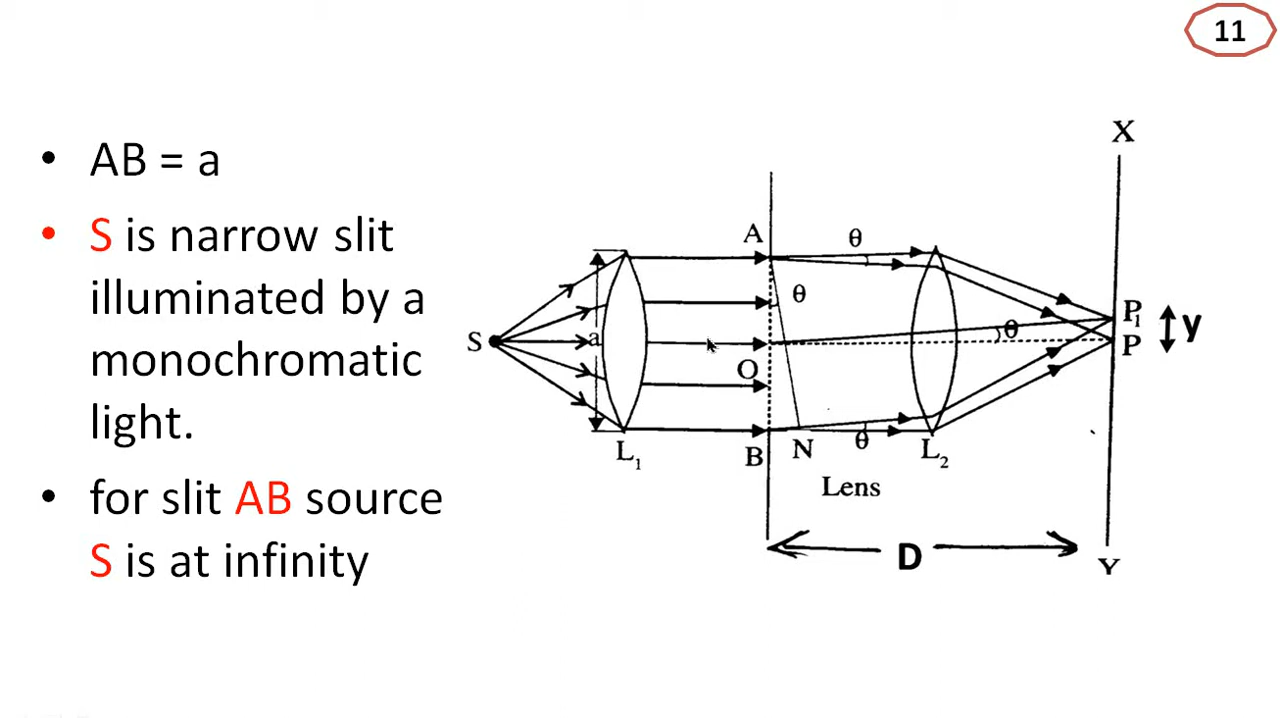 11
• AB = a
• S is narrow slit
illuminated by a
monochromatic
light.
• for slit AB source
S is at infinity
X
A
θ
θ
S
a
O
θ
P₁
P
y
L₁
B
N
θ
L₂
Lens
D
Y